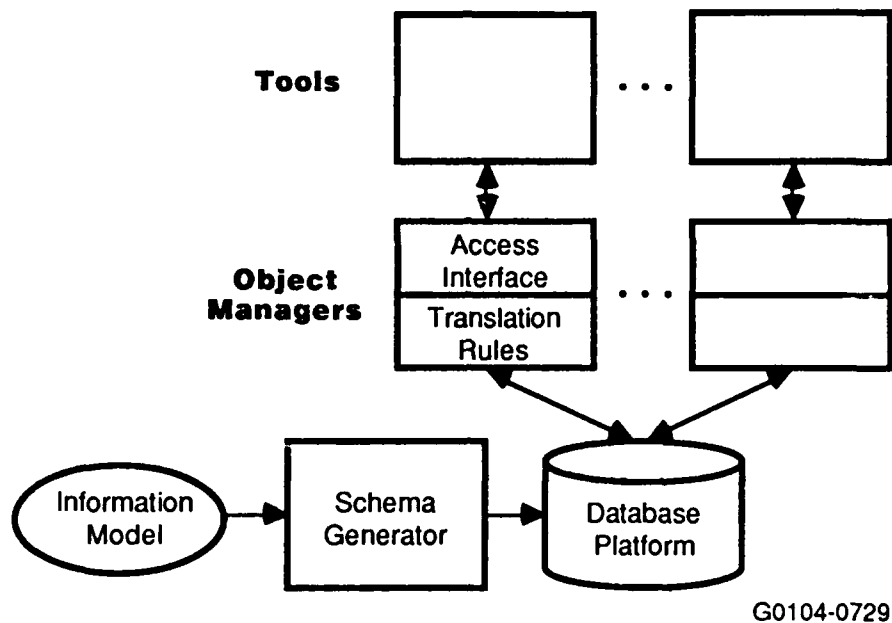 Tools
. . .
Access
Interface
Object
Managers
. . .
Translation
Rules
Information
Model
Schema
Generator
Database
Platform
G0104-0729